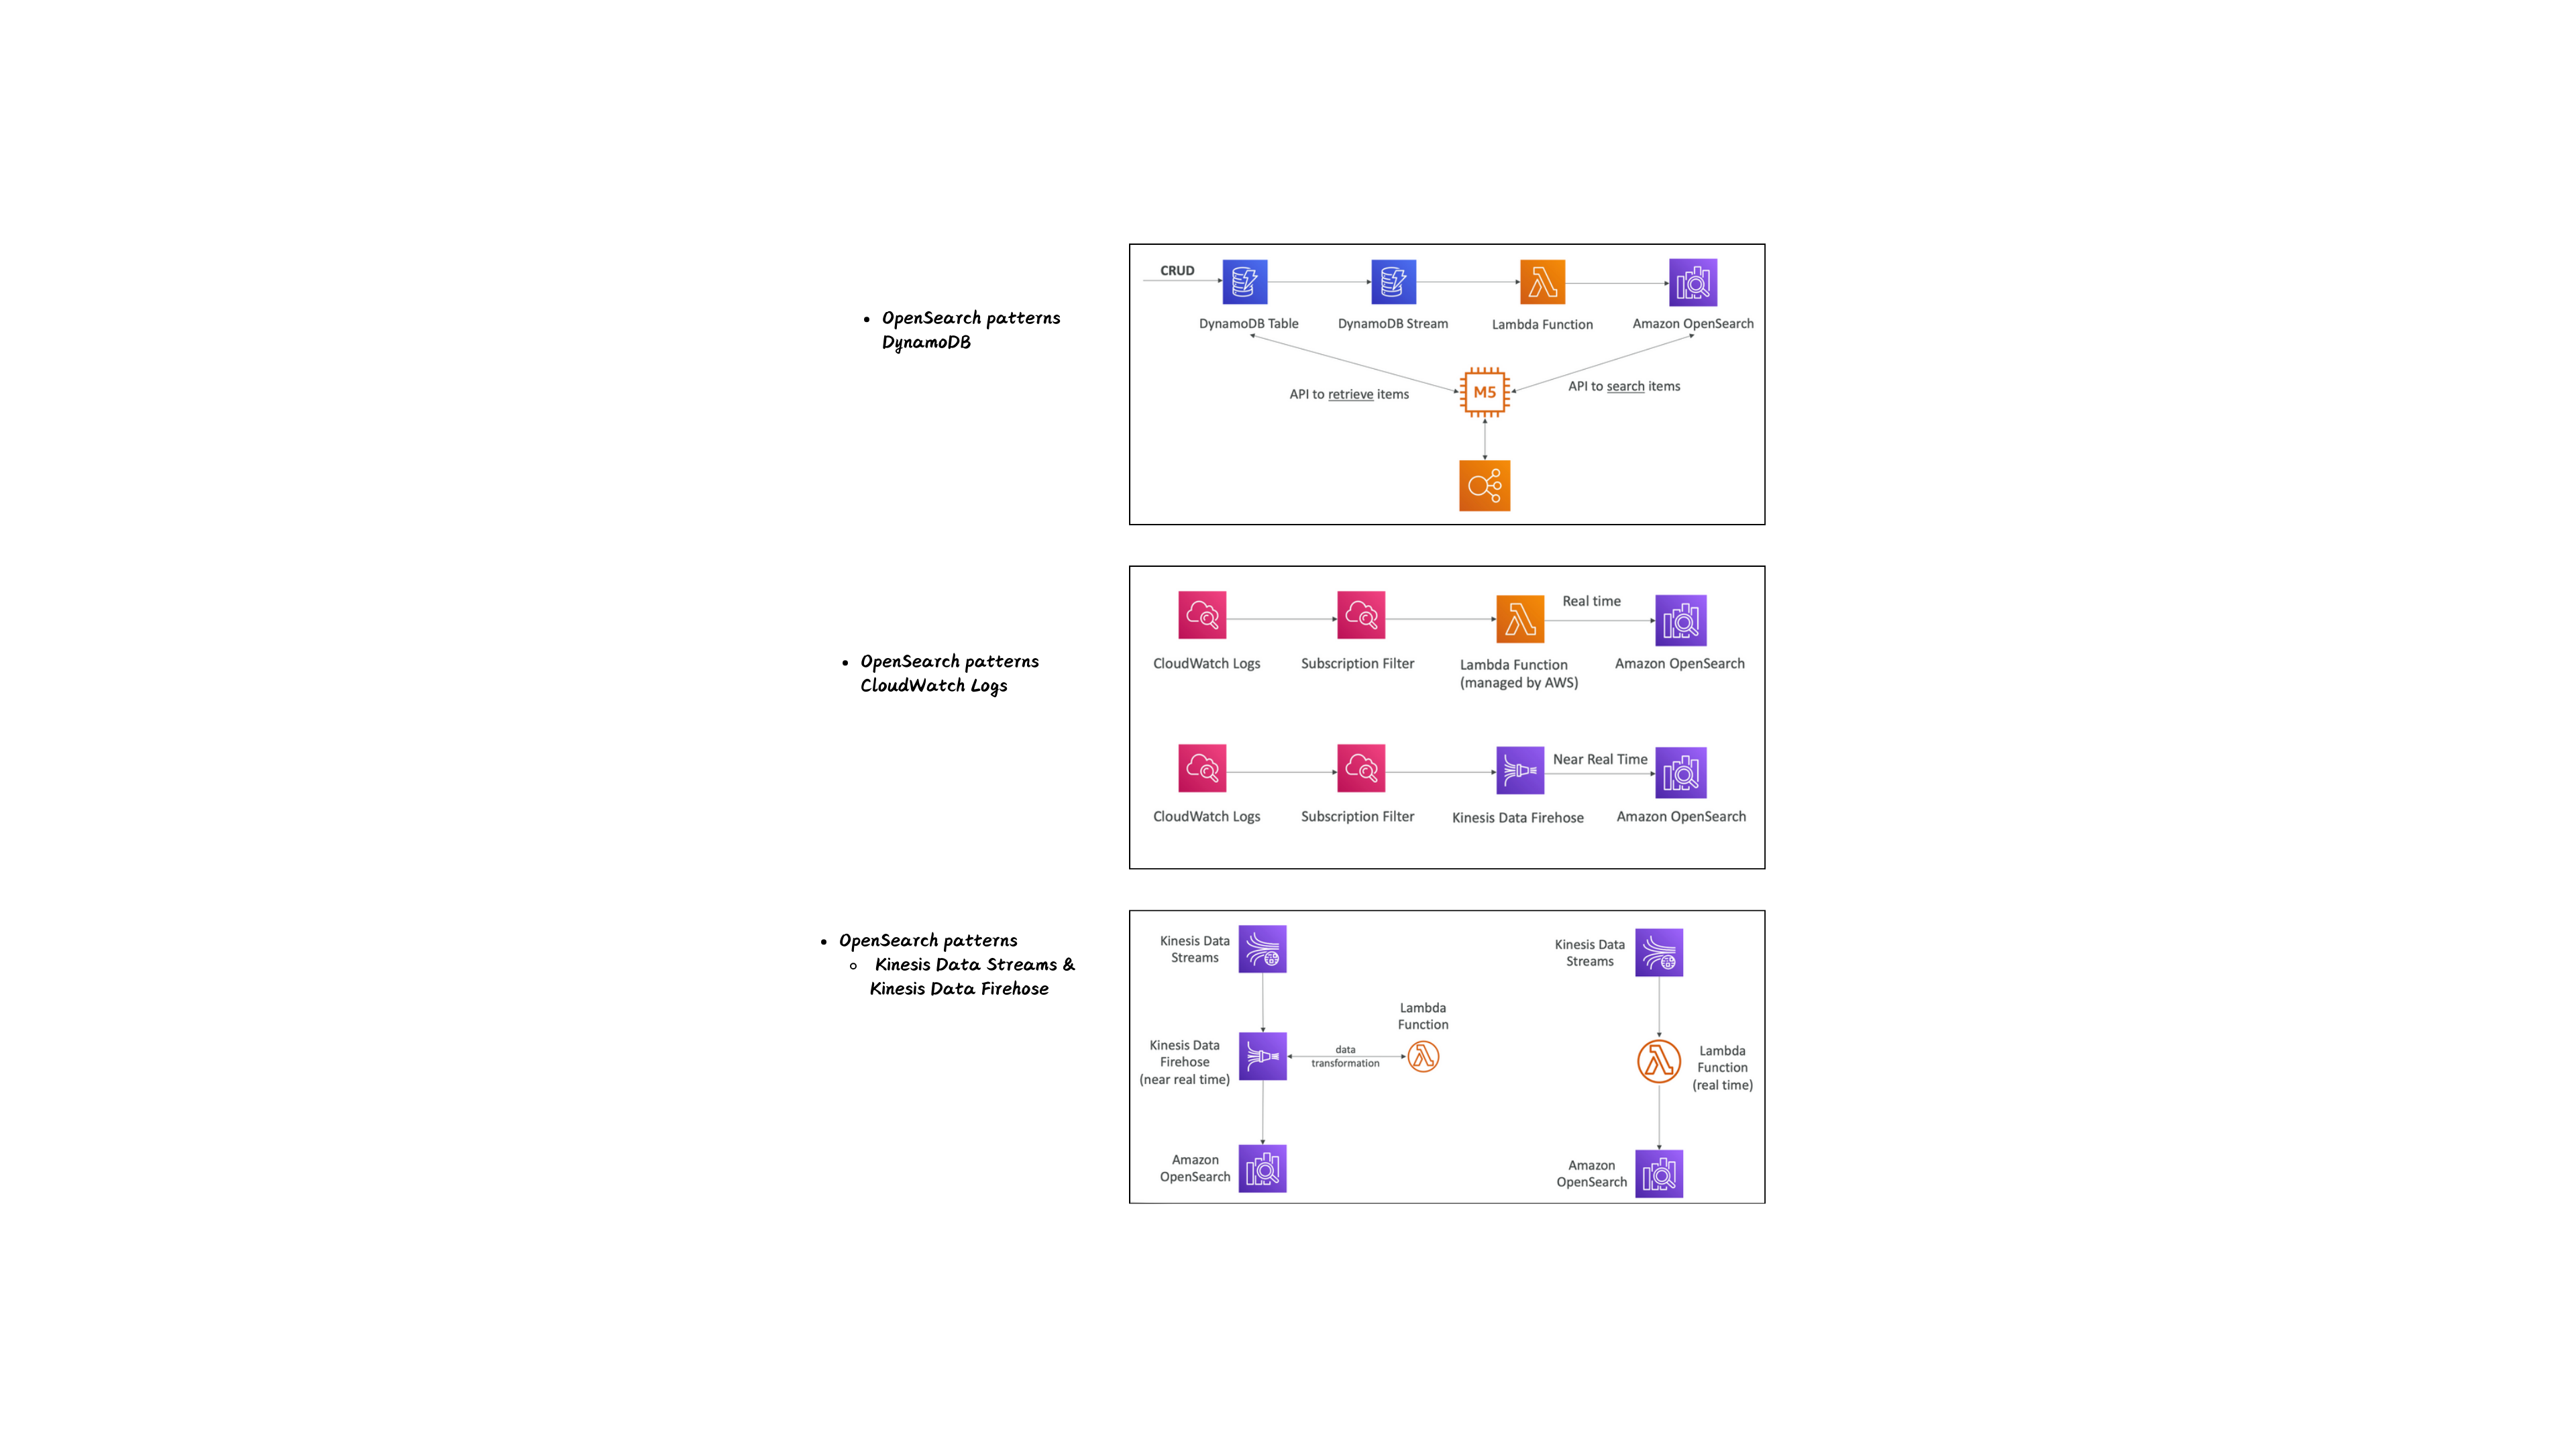 • OpenSearch patterns
DynamoDB
CRUD
DynamoDB Table
DynamoDB Stream
Lambda Function
Amazon OpenSearch
API to retrieve items
M5
API to search items
• OpenSearch patterns
CloudWatch Logs
Real time
CloudWatch Logs
Subscription Filter
Lambda Function
(managed by AWS)
Amazon OpenSearch
Near Real Time
CloudWatch Logs
Subscription Filter
Kinesis Data Firehose
Amazon OpenSearch
• OpenSearch patterns
○ Kinesis Data Streams &
Kinesis Data Firehose
Kinesis Data
Streams
Kinesis Data
Firehose
(near real time)
data
transformation
Lambda
Function
Amazon
OpenSearch
Kinesis Data
Streams
Lambda
Function
(real time)
Amazon
OpenSearch